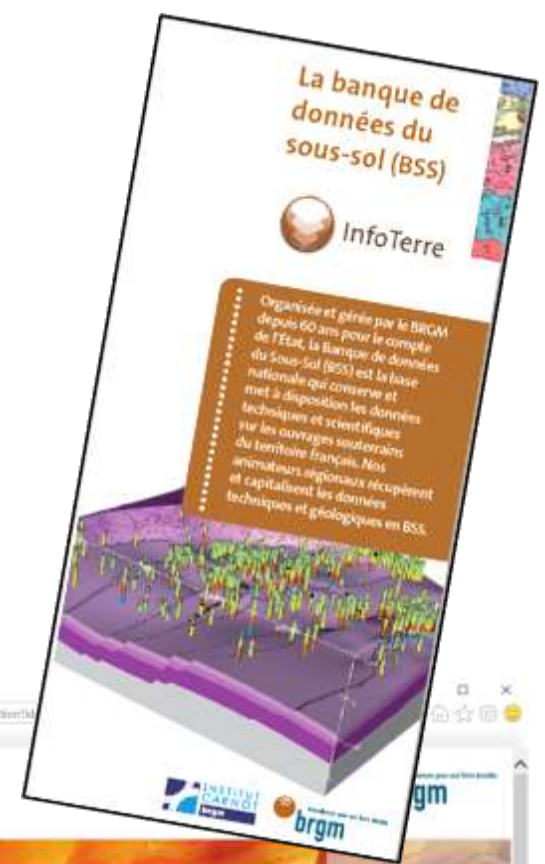 La banque de
données du
sous-sol (BSS)
InfoTerre
Organisée et gérée par le BRGM
depuis 60 ans pour le compte
de l'État, la Banque de données
du Sous-Sol (BSS) est la base
nationale qui conserve et
met à disposition les données
techniques et scientifiques
sur les ouvrages souterrains
du territoire français. Nos
animateurs régionaux récupèrent
et capitalisent les données
techniques et géologiques en BSS.
INSTITUT
CARNOT
brgm
brgm
gm